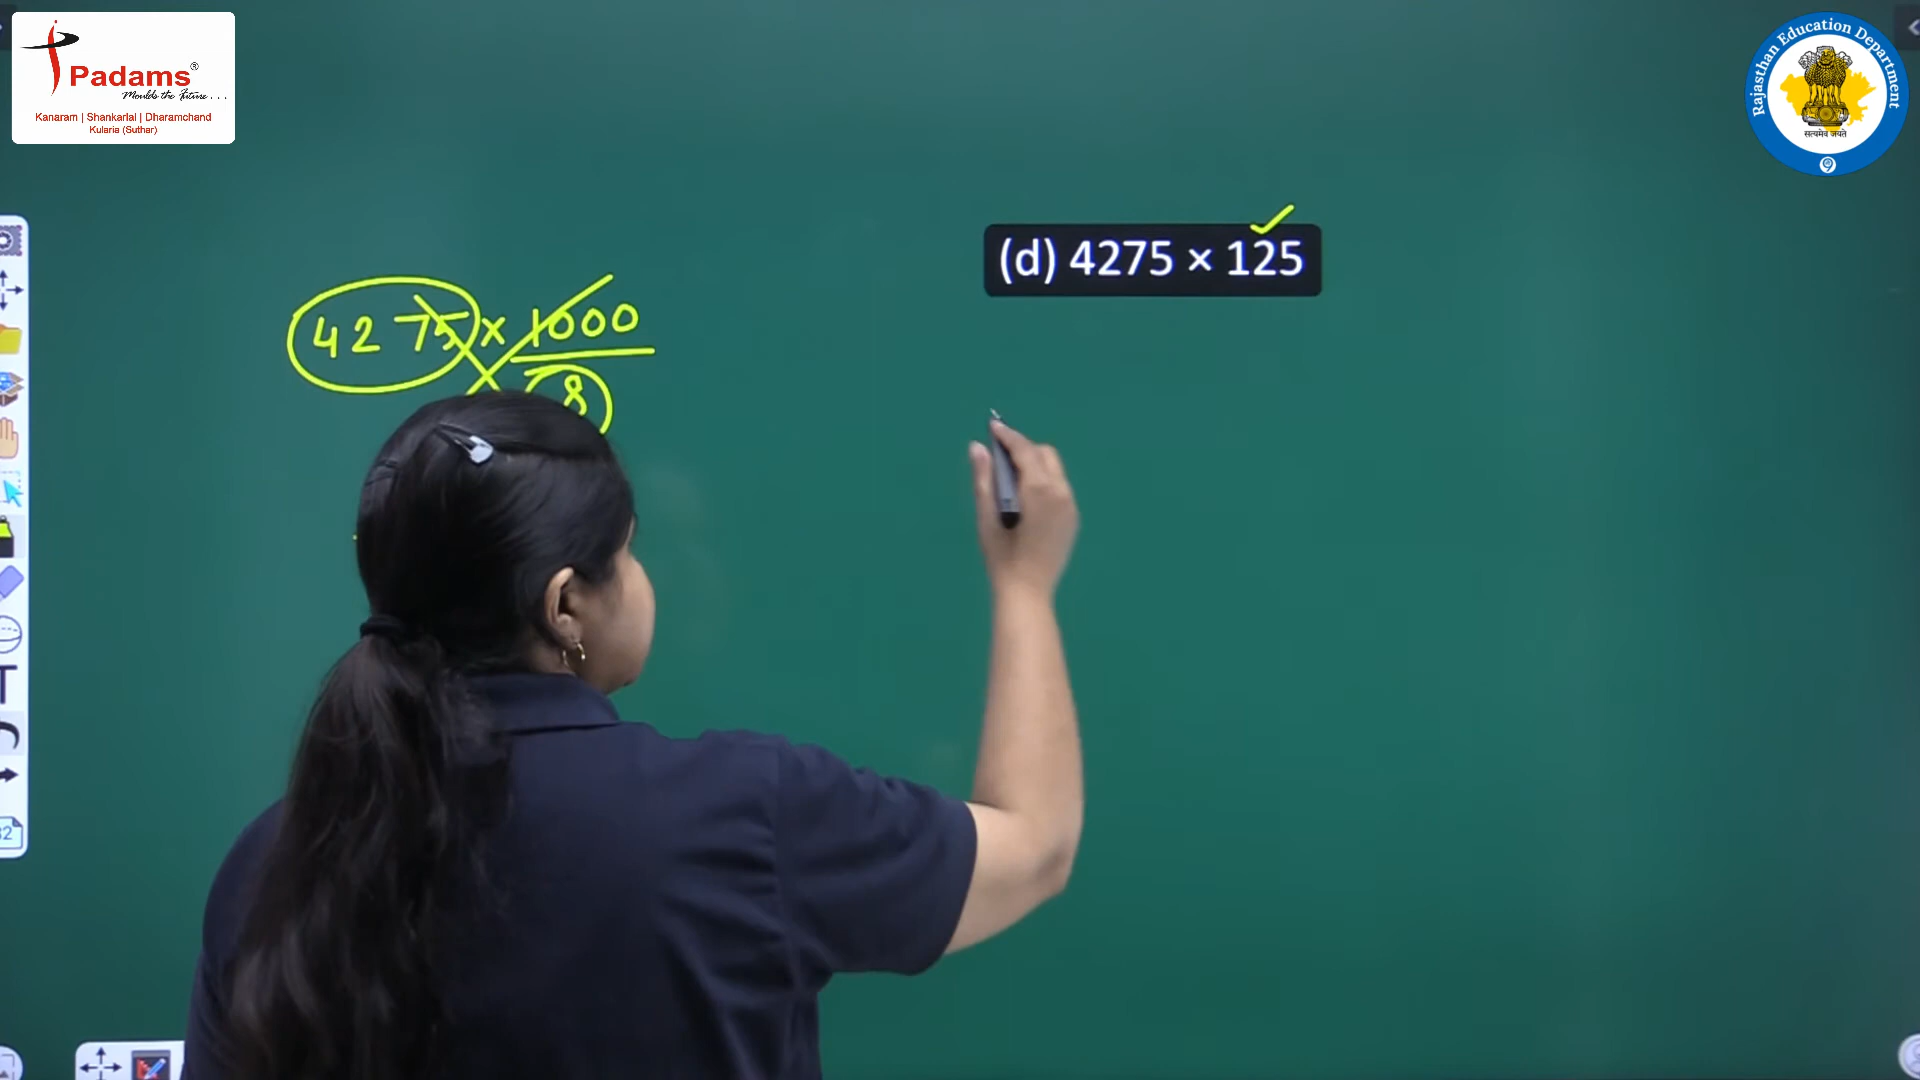 Padams®
Moulds the Future . . .
Kanaram | Shankarlal | Dharamchand
Kularia (Suthar)
Rajasthan Education Department
सत्यमेव जयते
(d) 4275 × 125
4275 × 1000
8
T
32